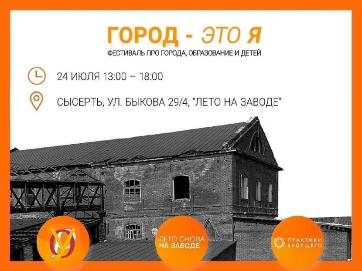 ГОРОД - ЭТО Я
ФЕСТИВАЛЬ ПРО ГОРОДА, ОБРАЗОВАНИЕ И ДЕТЕЙ
24 ИЮЛЯ 13:00 – 18:00
СЫСЕРТЬ, УЛ. БЫКОВА 29/4, "ЛЕТО НА ЗАВОДЕ"
ЛЕТО СНОВА
НА ЗАВОДЕ
ПРАКТИКИ
БУДУЩЕГО